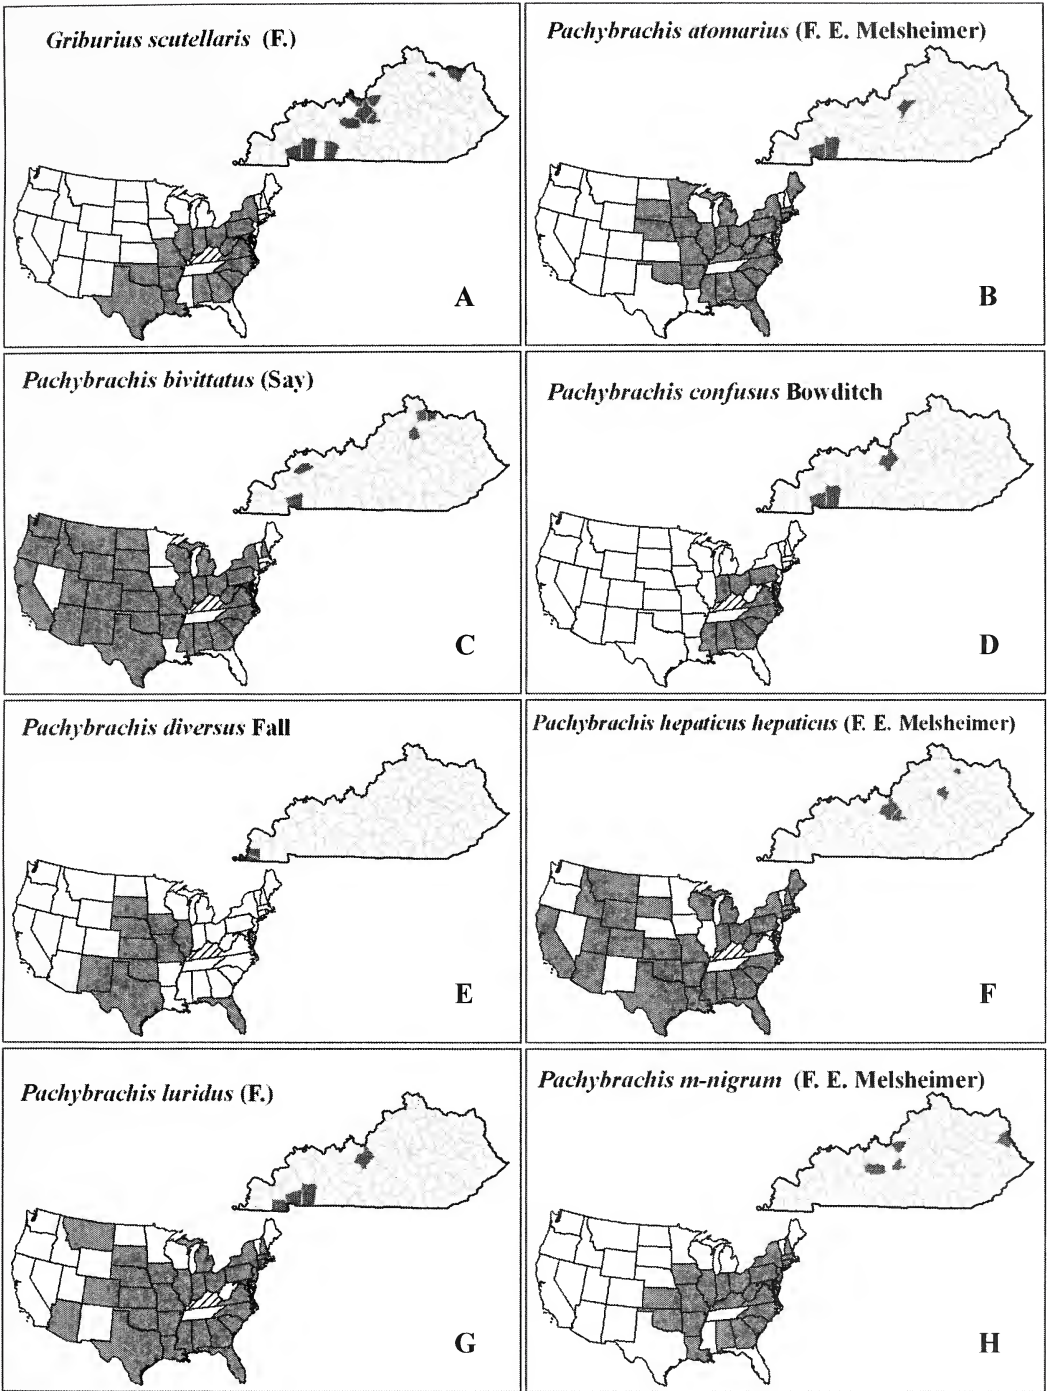 Griburius scutellaris (F.)
A
Pachybrachis atomarius (F. E. Melsheimer)
B
Pachybrachis bivittatus (Say)
C
Pachybrachis confusus Bowditch
D
Pachybrachis diversus Fall
E
Pachybrachis hepaticus hepaticus (F. E. Melsheimer)
F
Pachybrachis luridus (F.)
G
Pachybrachis m-nigrum (F. E. Melsheimer)
H